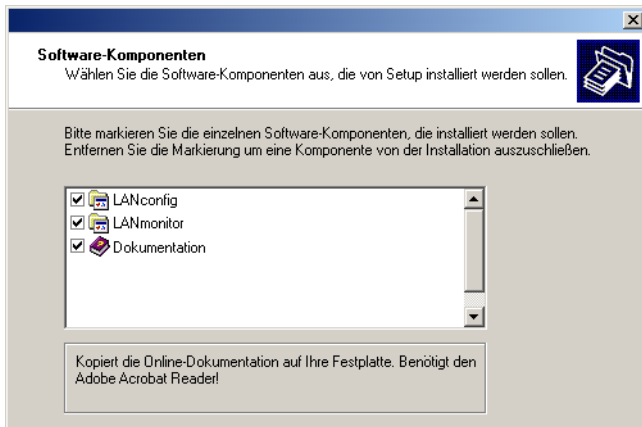 Software-Komponenten
Wählen Sie die Software-Komponenten aus, die von Setup installiert werden sollen.
Bitte markieren Sie die einzelnen Software-Komponenten, die installiert werden sollen.
Entfernen Sie die Markierung um eine Komponente von der Installation auszuschließen.
LANconfig
LANmonitor
Dokumentation
Kopiert die Online-Dokumentation auf Ihre Festplatte. Benötigt den
Adobe Acrobat Reader!